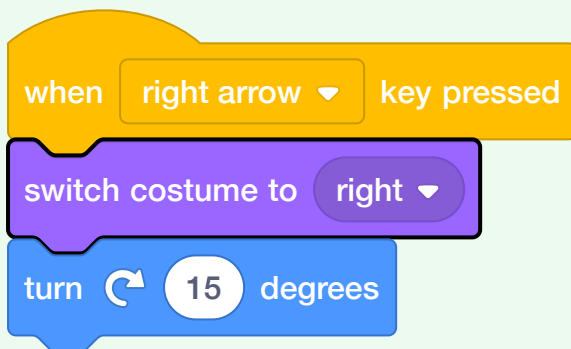 when right arrow key pressed
switch costume to right
turn 15 degrees